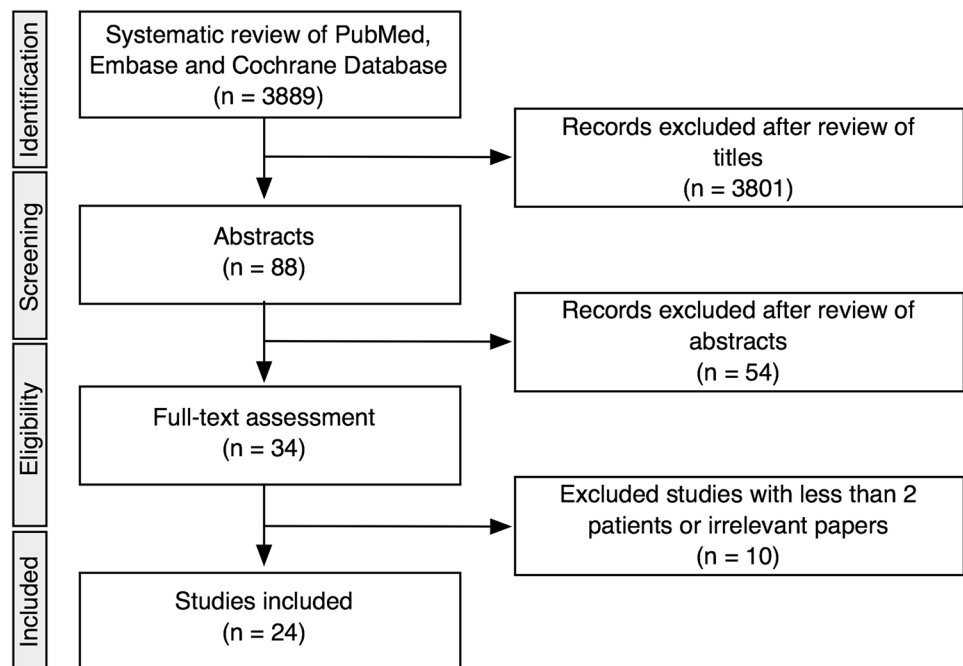 Identification
Systematic review of PubMed,
Embase and Cochrane Database
(n = 3889)
Records excluded after review of
titles
(n = 3801)
Screening
Abstracts
(n = 88)
Records excluded after review of
abstracts
(n = 54)
Eligibility
Full-text assessment
(n = 34)
Excluded studies with less than 2
patients or irrelevant papers
(n = 10)
Included
Studies included
(n = 24)